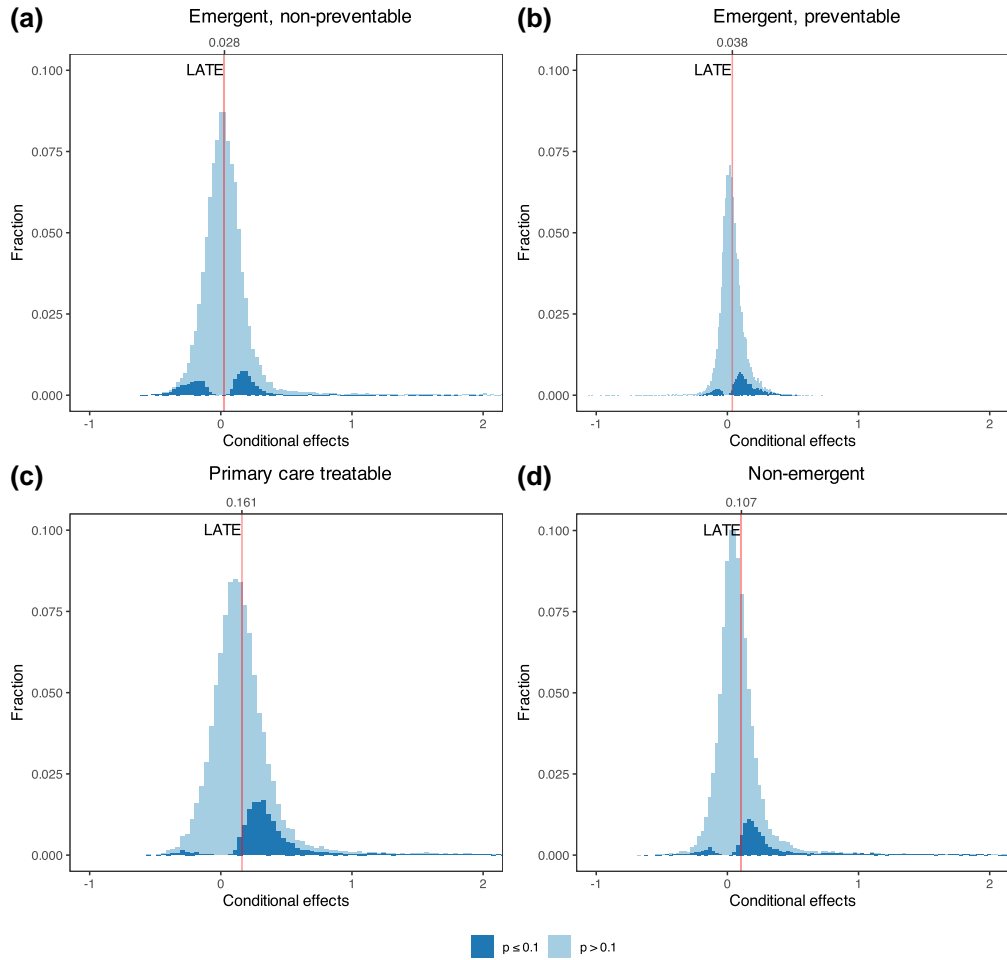 (a) Emergent, non-preventable
0.028
LATE
0.100
0.075
0.050
0.025
0.000
Fraction
-1 0 1 2
Conditional effects
(b) Emergent, preventable
0.038
LATE
0.100
0.075
0.050
0.025
0.000
Fraction
-1 0 1 2
Conditional effects
(c) Primary care treatable
0.161
LATE
0.100
0.075
0.050
0.025
0.000
Fraction
-1 0 1 2
Conditional effects
(d) Non-emergent
0.107
LATE
0.100
0.075
0.050
0.025
0.000
Fraction
-1 0 1 2
Conditional effects
p ≤ 0.1 p > 0.1